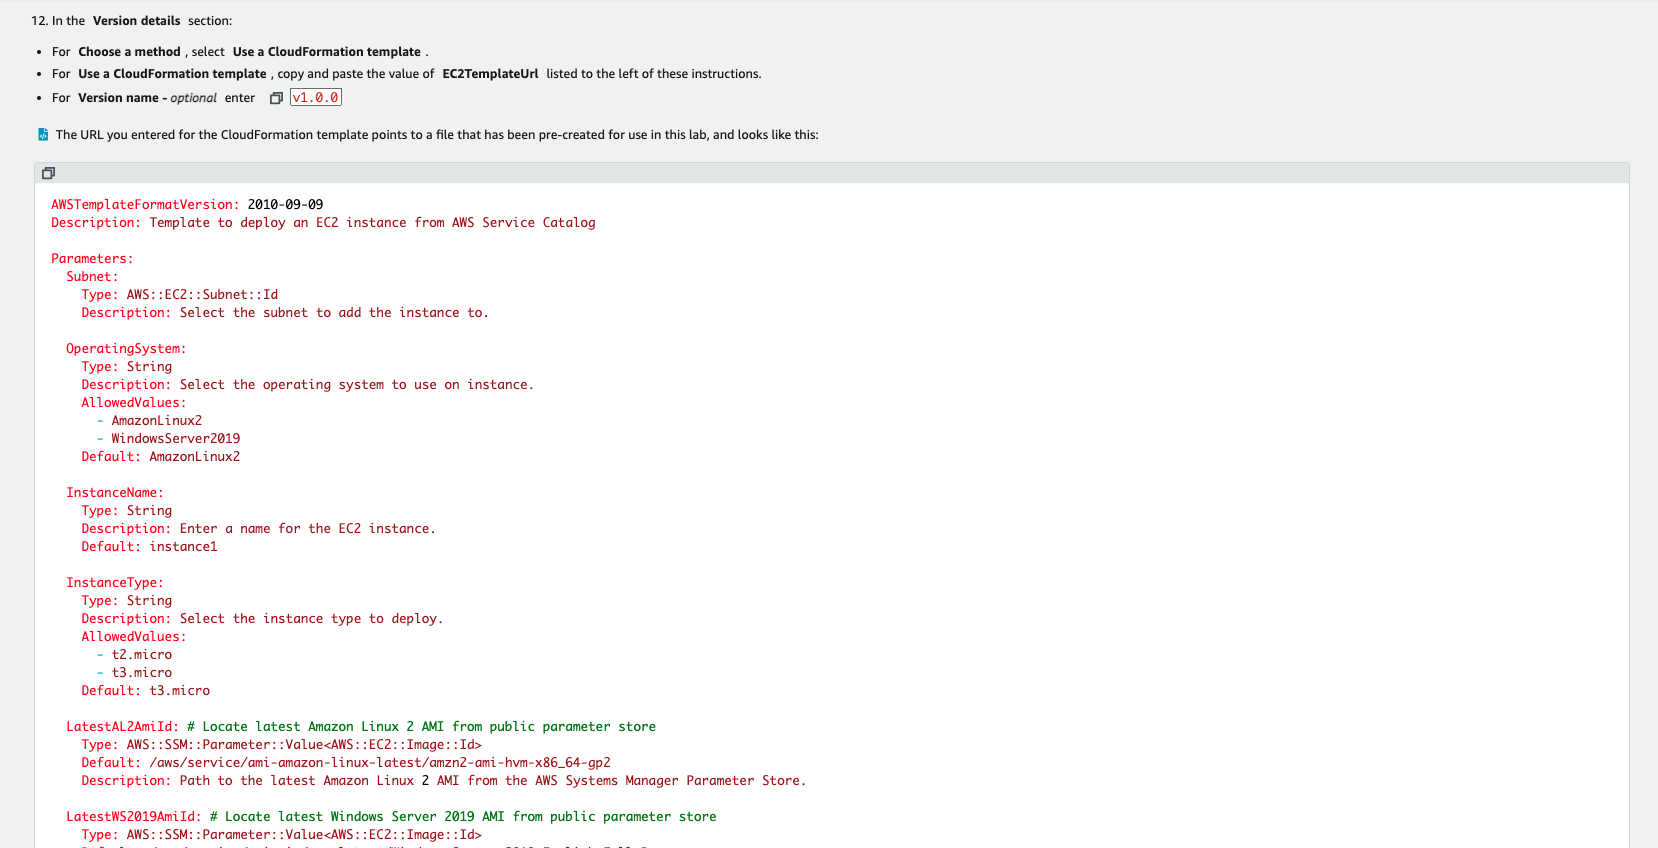 12. In the Version details section:
• For Choose a method , select Use a CloudFormation template .
• For Use a CloudFormation template , copy and paste the value of EC2TemplateUrl listed to the left of these instructions.
• For Version name - optional enter v1.0.0
The URL you entered for the CloudFormation template points to a file that has been pre-created for use in this lab, and looks like this:
AWSTemplateFormatVersion: 2010-09-09
Description: Template to deploy an EC2 instance from AWS Service Catalog
Parameters:
  Subnet:
    Type: AWS::EC2::Subnet::Id
    Description: Select the subnet to add the instance to.
  OperatingSystem:
    Type: String
    Description: Select the operating system to use on instance.
    AllowedValues:
      - AmazonLinux2
      - WindowsServer2019
    Default: AmazonLinux2
  InstanceName:
    Type: String
    Description: Enter a name for the EC2 instance.
    Default: instance1
  InstanceType:
    Type: String
    Description: Select the instance type to deploy.
    AllowedValues:
      - t2.micro
      - t3.micro
    Default: t3.micro
  LatestAL2AmiId: # Locate latest Amazon Linux 2 AMI from public parameter store
    Type: AWS::SSM::Parameter::Value<AWS::EC2::Image::Id>
    Default: /aws/service/ami-amazon-linux-latest/amzn2-ami-hvm-x86_64-gp2
    Description: Path to the latest Amazon Linux 2 AMI from the AWS Systems Manager Parameter Store.
  LatestWS2019AmiId: # Locate latest Windows Server 2019 AMI from public parameter store
    Type: AWS::SSM::Parameter::Value<AWS::EC2::Image::Id>